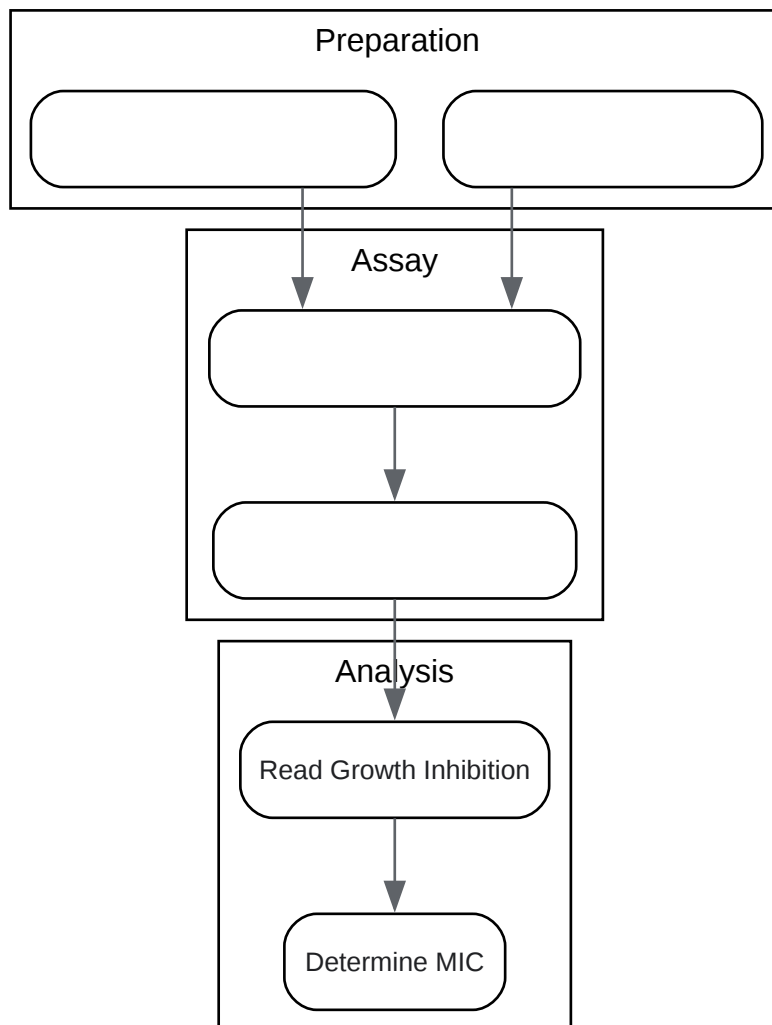 Preparation
Assay
Analysis
Read Growth Inhibition
Determine MIC